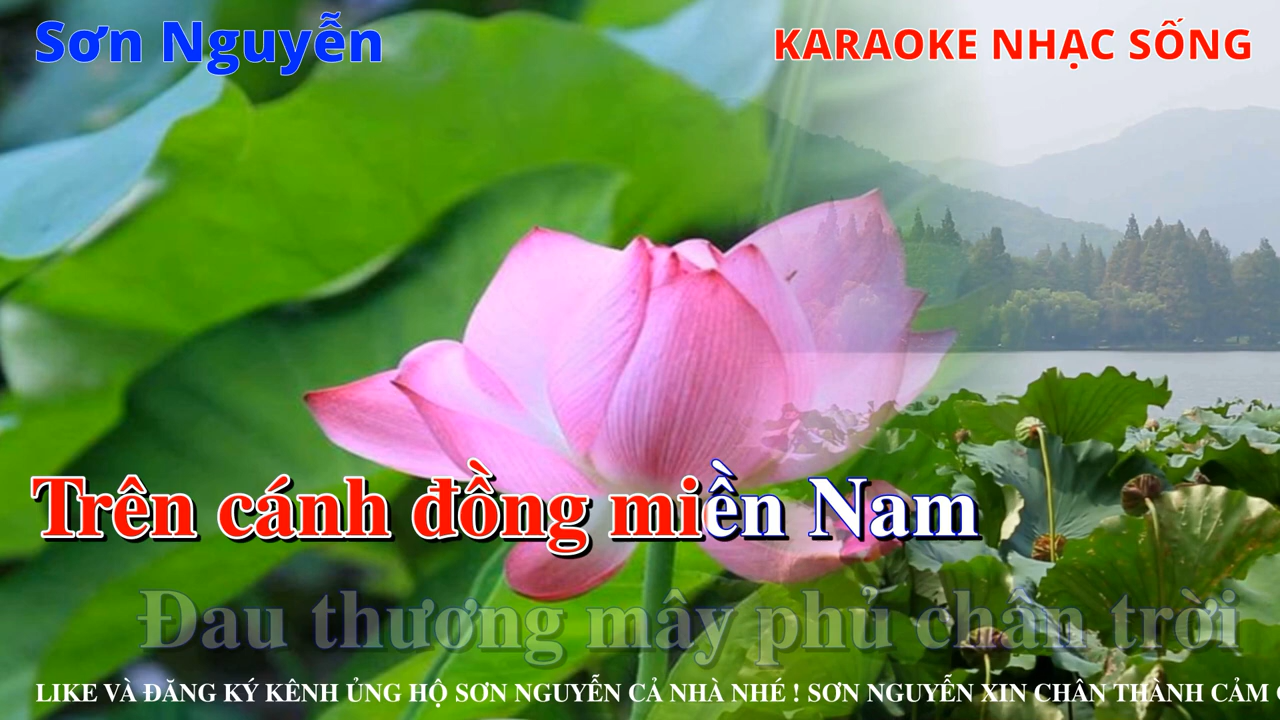 Sơn Nguyễn
KARAOKE NHẠC SỐNG
Trên cánh đồng miền Nam
Đau thương mây phủ chân trời
LIKE VÀ ĐĂNG KÝ KÊNH ỦNG HỘ SƠN NGUYỄN CẢ NHÀ NHÉ ! SƠN NGUYỄN XIN CHÂN THÀNH CẢM